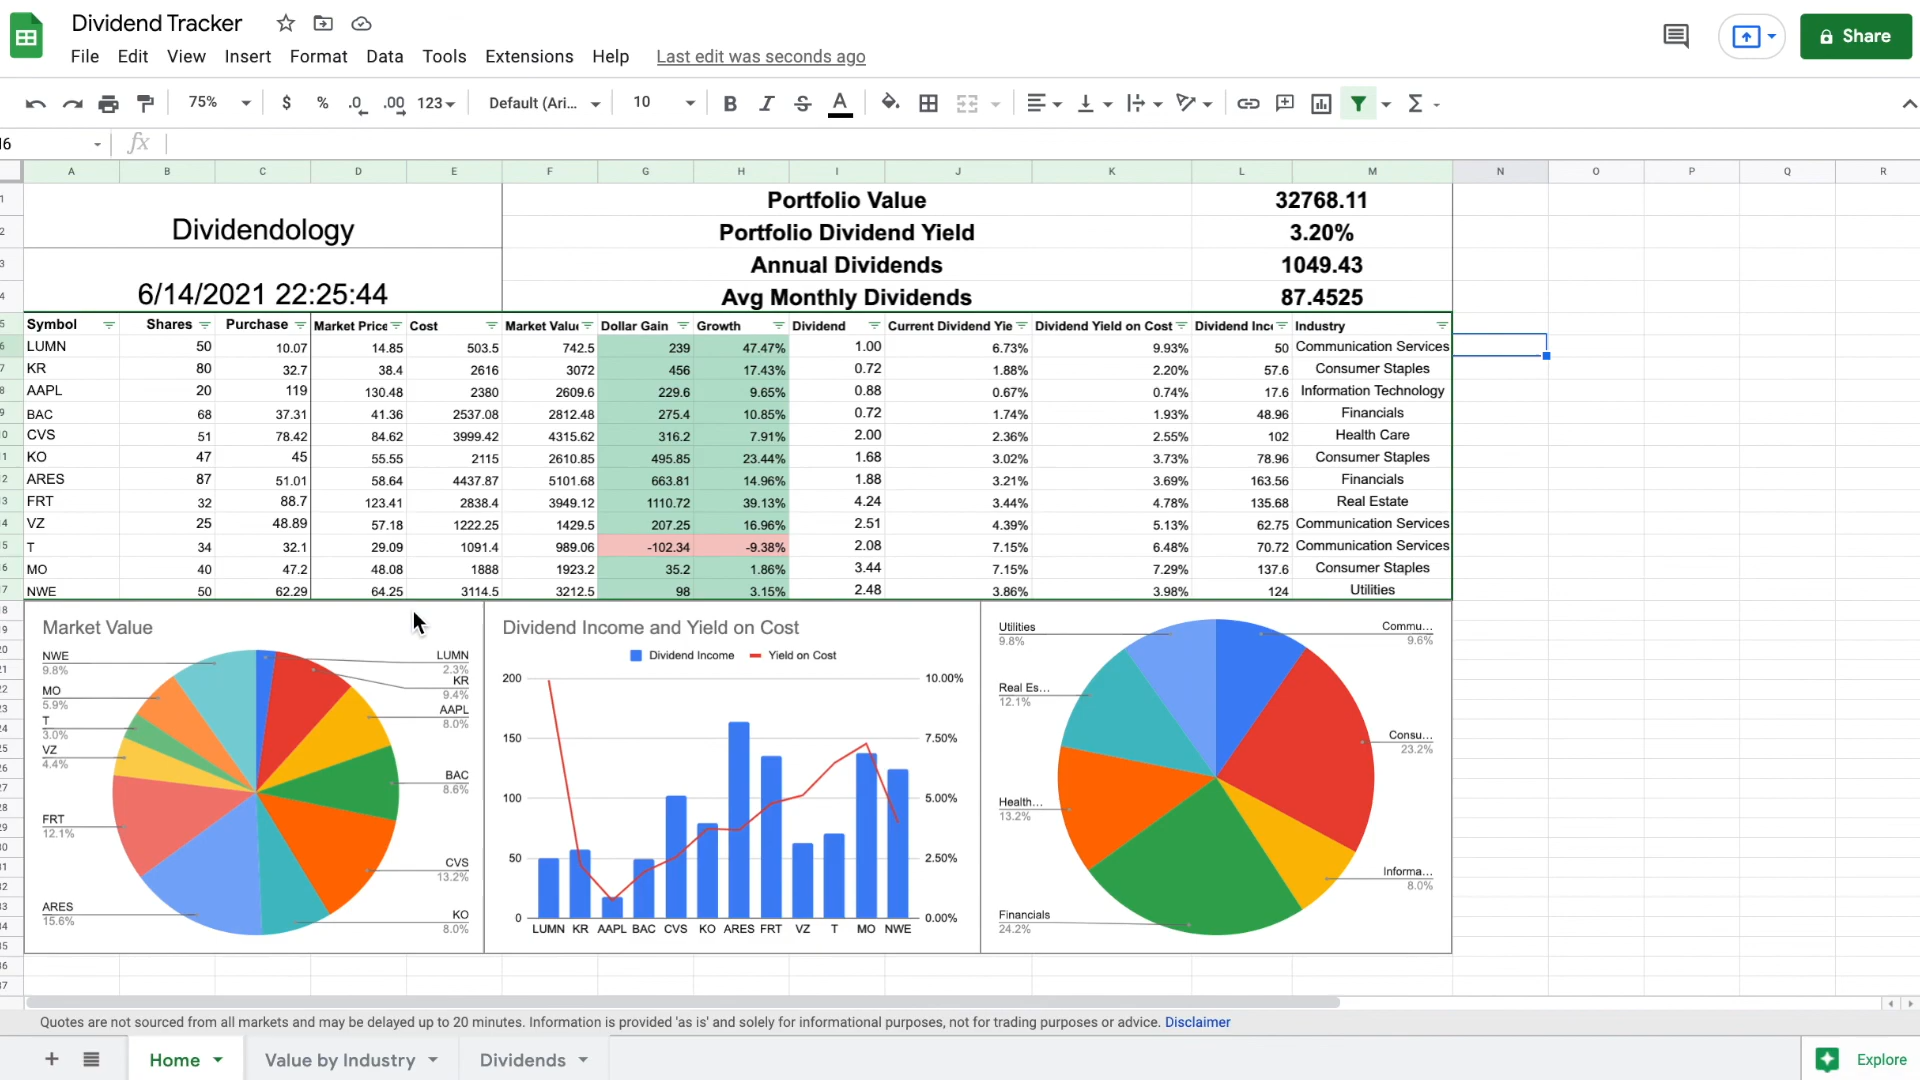 Dividend Tracker
File Edit View Insert Format Data Tools Extensions Help Last edit was seconds ago
Share
75% $ % .0 .00 123 Default (Ari... 10 B I S A Σ
fx
A B C D E F G H I J K L M N O P Q R
Dividendology
6/14/2021 22:25:44
Portfolio Value 32768.11
Portfolio Dividend Yield 3.20%
Annual Dividends 1049.43
Avg Monthly Dividends 87.4525
Symbol Shares Purchase Market Price Cost Market Valu Dollar Gain Growth Dividend Current Dividend Yie Dividend Yield on Cost Dividend Inc Industry
LUMN 50 10.07 14.85 503.5 742.5 239 47.47% 1.00 6.73% 9.93% 50 Communication Services
KR 80 32.7 38.4 2616 3072 456 17.43% 0.72 1.88% 2.20% 57.6 Consumer Staples
AAPL 20 119 130.48 2380 2609.6 229.6 9.65% 0.88 0.67% 0.74% 17.6 Information Technology
BAC 68 37.31 41.36 2537.08 2812.48 275.4 10.85% 0.72 1.74% 1.93% 48.96 Financials
CVS 51 78.42 84.62 3999.42 4315.62 316.2 7.91% 2.00 2.36% 2.55% 102 Health Care
KO 47 45 55.55 2115 2610.85 495.85 23.44% 1.68 3.02% 3.73% 78.96 Consumer Staples
ARES 87 51.01 58.64 4437.87 5101.68 663.81 14.96% 1.88 3.21% 3.69% 163.56 Financials
FRT 32 88.7 123.41 2838.4 3949.12 1110.72 39.13% 4.24 3.44% 4.78% 135.68 Real Estate
VZ 25 48.89 57.18 1222.25 1429.5 207.25 16.96% 2.51 4.39% 5.13% 62.75 Communication Services
T 34 32.1 29.09 1091.4 989.06 -102.34 -9.38% 2.08 7.15% 6.48% 70.72 Communication Services
MO 40 47.2 48.08 1888 1923.2 35.2 1.86% 3.44 7.15% 7.29% 137.6 Consumer Staples
NWE 50 62.29 64.25 3114.5 3212.5 98 3.15% 2.48 3.86% 3.98% 124 Utilities
Market Value
NWE
9.8%
MO
5.9%
T
3.0%
VZ
4.4%
FRT
12.1%
ARES
15.6%
LUMN
2.3%
KR
9.4%
AAPL
8.0%
BAC
8.6%
CVS
13.2%
KO
8.0%
Dividend Income and Yield on Cost
Dividend Income Yield on Cost
200 10.00%
150 7.50%
100 5.00%
50 2.50%
0 0.00%
LUMN KR AAPL BAC CVS KO ARES FRT VZ T MO NWE
Utilities
9.8%
Real Es...
12.1%
Health...
13.2%
Financials
24.2%
Commu...
9.6%
Consu...
23.2%
Informa...
8.0%
Quotes are not sourced from all markets and may be delayed up to 20 minutes. Information is provided 'as is' and solely for informational purposes, not for trading purposes or advice. Disclaimer
Home Value by Industry Dividends Explore